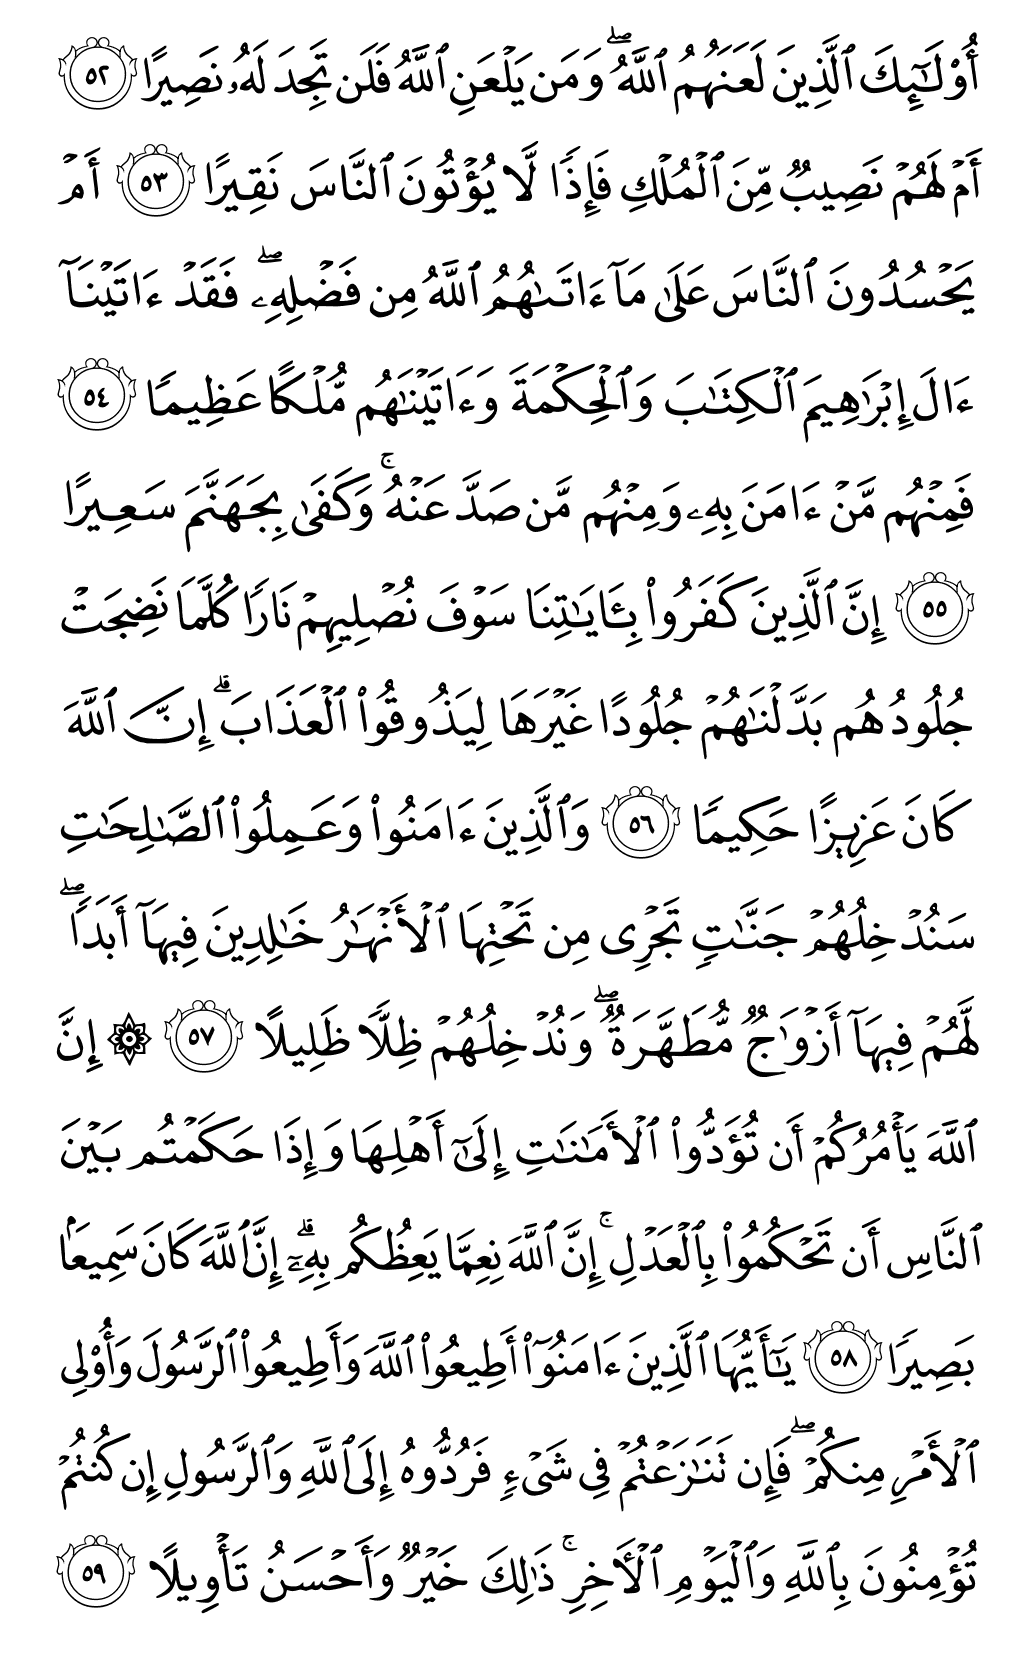 أُوْلَٰٓئِكَ ٱلَّذِينَ لَعَنَهُمُ ٱللَّهُۖ وَمَن يَلْعَنِ ٱللَّهُ فَلَن تَجِدَ لَهُۥ نَصِيرًا ٥٢
أَمْ لَهُمْ نَصِيبٌ مِّنَ ٱلْمُلْكِ فَإِذًا لَّا يُؤْتُونَ ٱلنَّاسَ نَقِيرًا ٥٣ أَمْ
يَحْسُدُونَ ٱلنَّاسَ عَلَىٰ مَآ ءَاتَىٰهُمُ ٱللَّهُ مِن فَضْلِهِۦۖ فَقَدْ ءَاتَيْنَآ
ءَالَ إِبْرَٰهِيمَ ٱلْكِتَٰبَ وَٱلْحِكْمَةَ وَءَاتَيْنَٰهُم مُّلْكًا عَظِيمًا ٥٤
فَمِنْهُم مَّنْ ءَامَنَ بِهِۦ وَمِنْهُم مَّن صَدَّ عَنْهُۚ وَكَفَىٰ بِجَهَنَّمَ سَعِيرًا
٥٥ إِنَّ ٱلَّذِينَ كَفَرُواْ بِـَٔايَٰتِنَا سَوْفَ نُصْلِيهِمْ نَارًا كُلَّمَا نَضِجَتْ
جُلُودُهُم بَدَّلْنَٰهُمْ جُلُودًا غَيْرَهَا لِيَذُوقُواْ ٱلْعَذَابَۗ إِنَّ ٱللَّهَ
كَانَ عَزِيزًا حَكِيمًا ٥٦ وَٱلَّذِينَ ءَامَنُواْ وَعَمِلُواْ ٱلصَّٰلِحَٰتِ
سَنُدْخِلُهُمْ جَنَّٰتٍ تَجْرِى مِن تَحْتِهَا ٱلْأَنْهَٰرُ خَٰلِدِينَ فِيهَآ أَبَدًاۖ
لَّهُمْ فِيهَآ أَزْوَٰجٌ مُّطَهَّرَةٌۖ وَنُدْخِلُهُمْ ظِلًّا ظَلِيلًا ٥٧ ۞ إِنَّ
ٱللَّهَ يَأْمُرُكُمْ أَن تُؤَدُّواْ ٱلْأَمَٰنَٰتِ إِلَىٰٓ أَهْلِهَا وَإِذَا حَكَمْتُم بَيْنَ
ٱلنَّاسِ أَن تَحْكُمُواْ بِٱلْعَدْلِۚ إِنَّ ٱللَّهَ نِعِمَّا يَعِظُكُم بِهِۦٓۗ إِنَّ ٱللَّهَ كَانَ سَمِيعَۢا
بَصِيرًا ٥٨ يَٰٓأَيُّهَا ٱلَّذِينَ ءَامَنُوٓاْ أَطِيعُواْ ٱللَّهَ وَأَطِيعُواْ ٱلرَّسُولَ وَأُوْلِى
ٱلْأَمْرِ مِنكُمْۖ فَإِن تَنَٰزَعْتُمْ فِى شَىْءٍ فَرُدُّوهُ إِلَى ٱللَّهِ وَٱلرَّسُولِ إِن كُنتُمْ
تُؤْمِنُونَ بِٱللَّهِ وَٱلْيَوْمِ ٱلْأَخِرِۚ ذَٰلِكَ خَيْرٌ وَأَحْسَنُ تَأْوِيلًا ٥٩